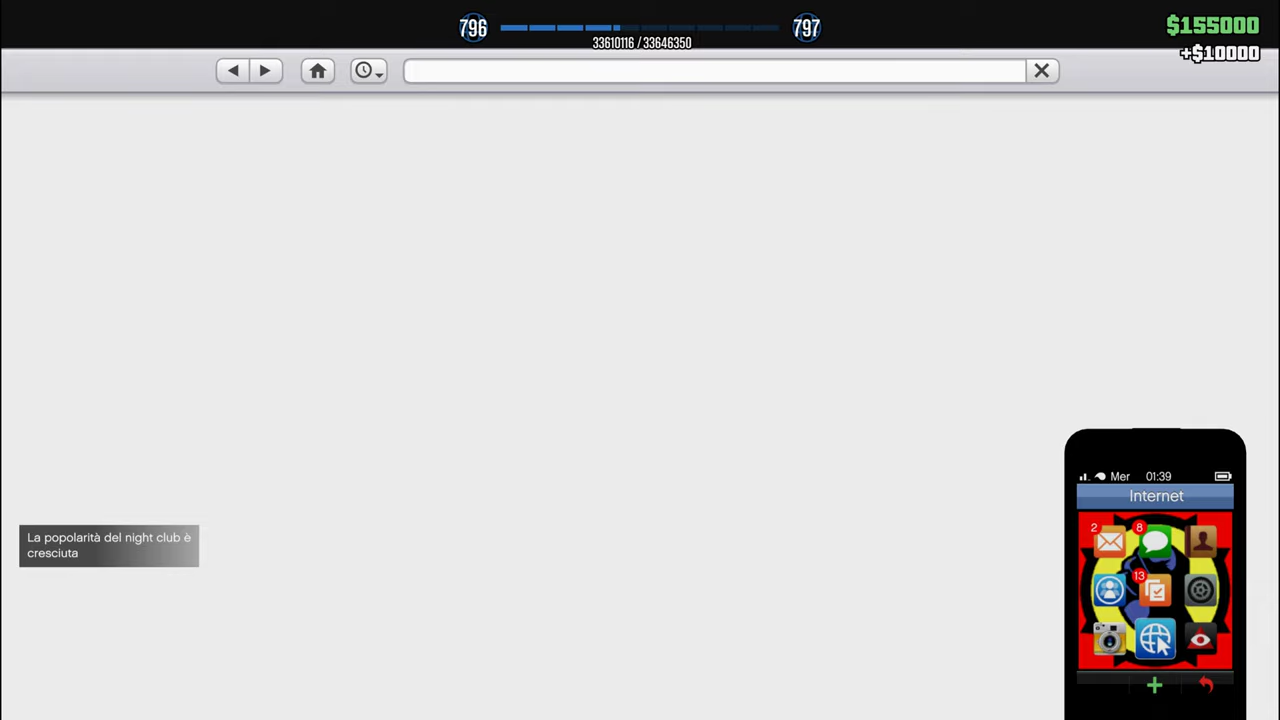 796
797
33610116 / 33646350
$155000
+$10000
Mer 01:39
Internet
2
8
13
La popolarità del night club è
cresciuta